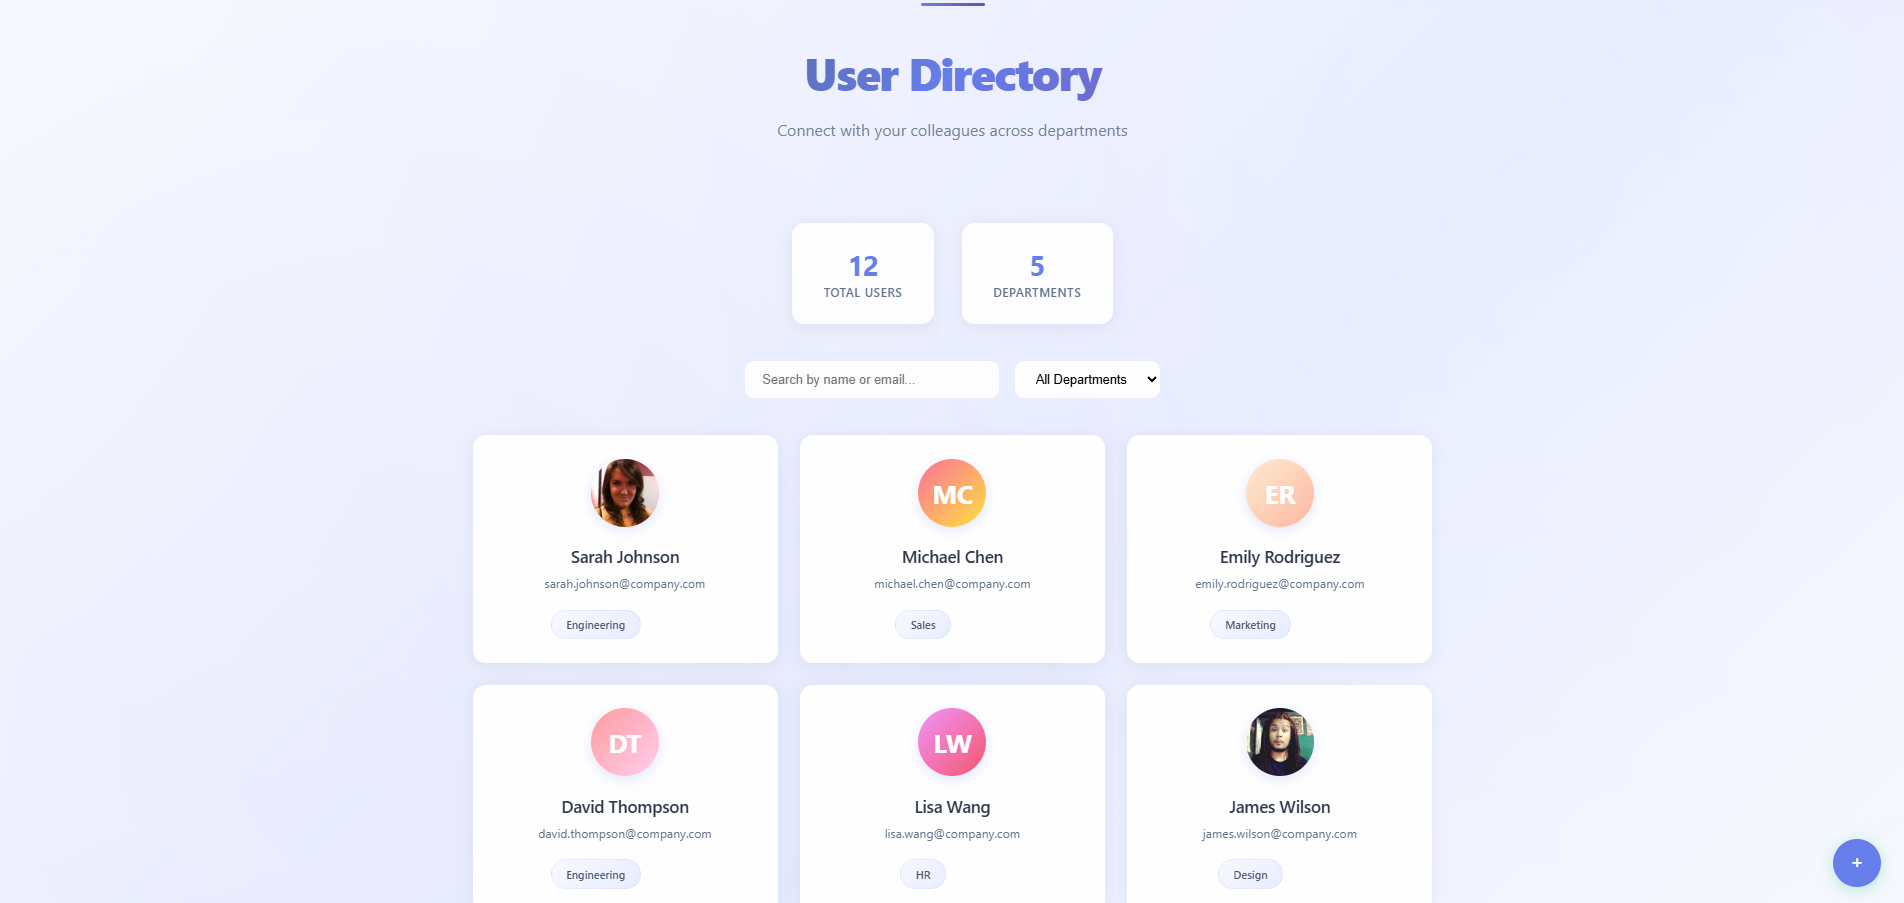 User Directory
Connect with your colleagues across departments
12
TOTAL USERS
5
DEPARTMENTS
Search by name or email...
All Departments
Sarah Johnson
sarah.johnson@company.com
Engineering
MC
Michael Chen
michael.chen@company.com
Sales
ER
Emily Rodriguez
emily.rodriguez@company.com
Marketing
DT
David Thompson
david.thompson@company.com
Engineering
LW
Lisa Wang
lisa.wang@company.com
HR
James Wilson
james.wilson@company.com
Design
+